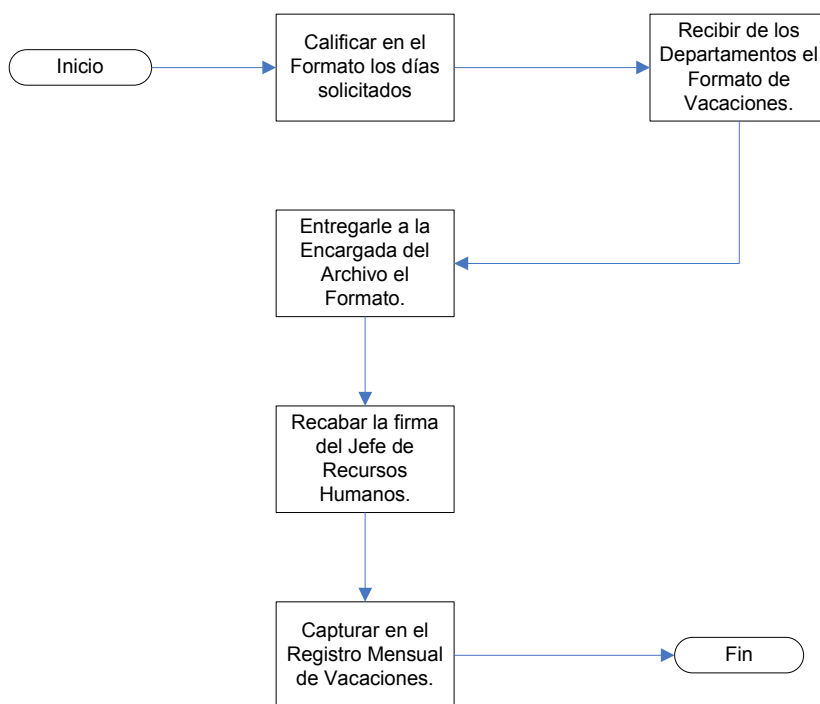 Inicio
Calificar en el
Formato los días
solicitados
Recibir de los
Departamentos el
Formato de
Vacaciones.
Entregarle a la
Encargada del
Archivo el
Formato.
Recabar la firma
del Jefe de
Recursos
Humanos.
Capturar en el
Registro Mensual
de Vacaciones.
Fin